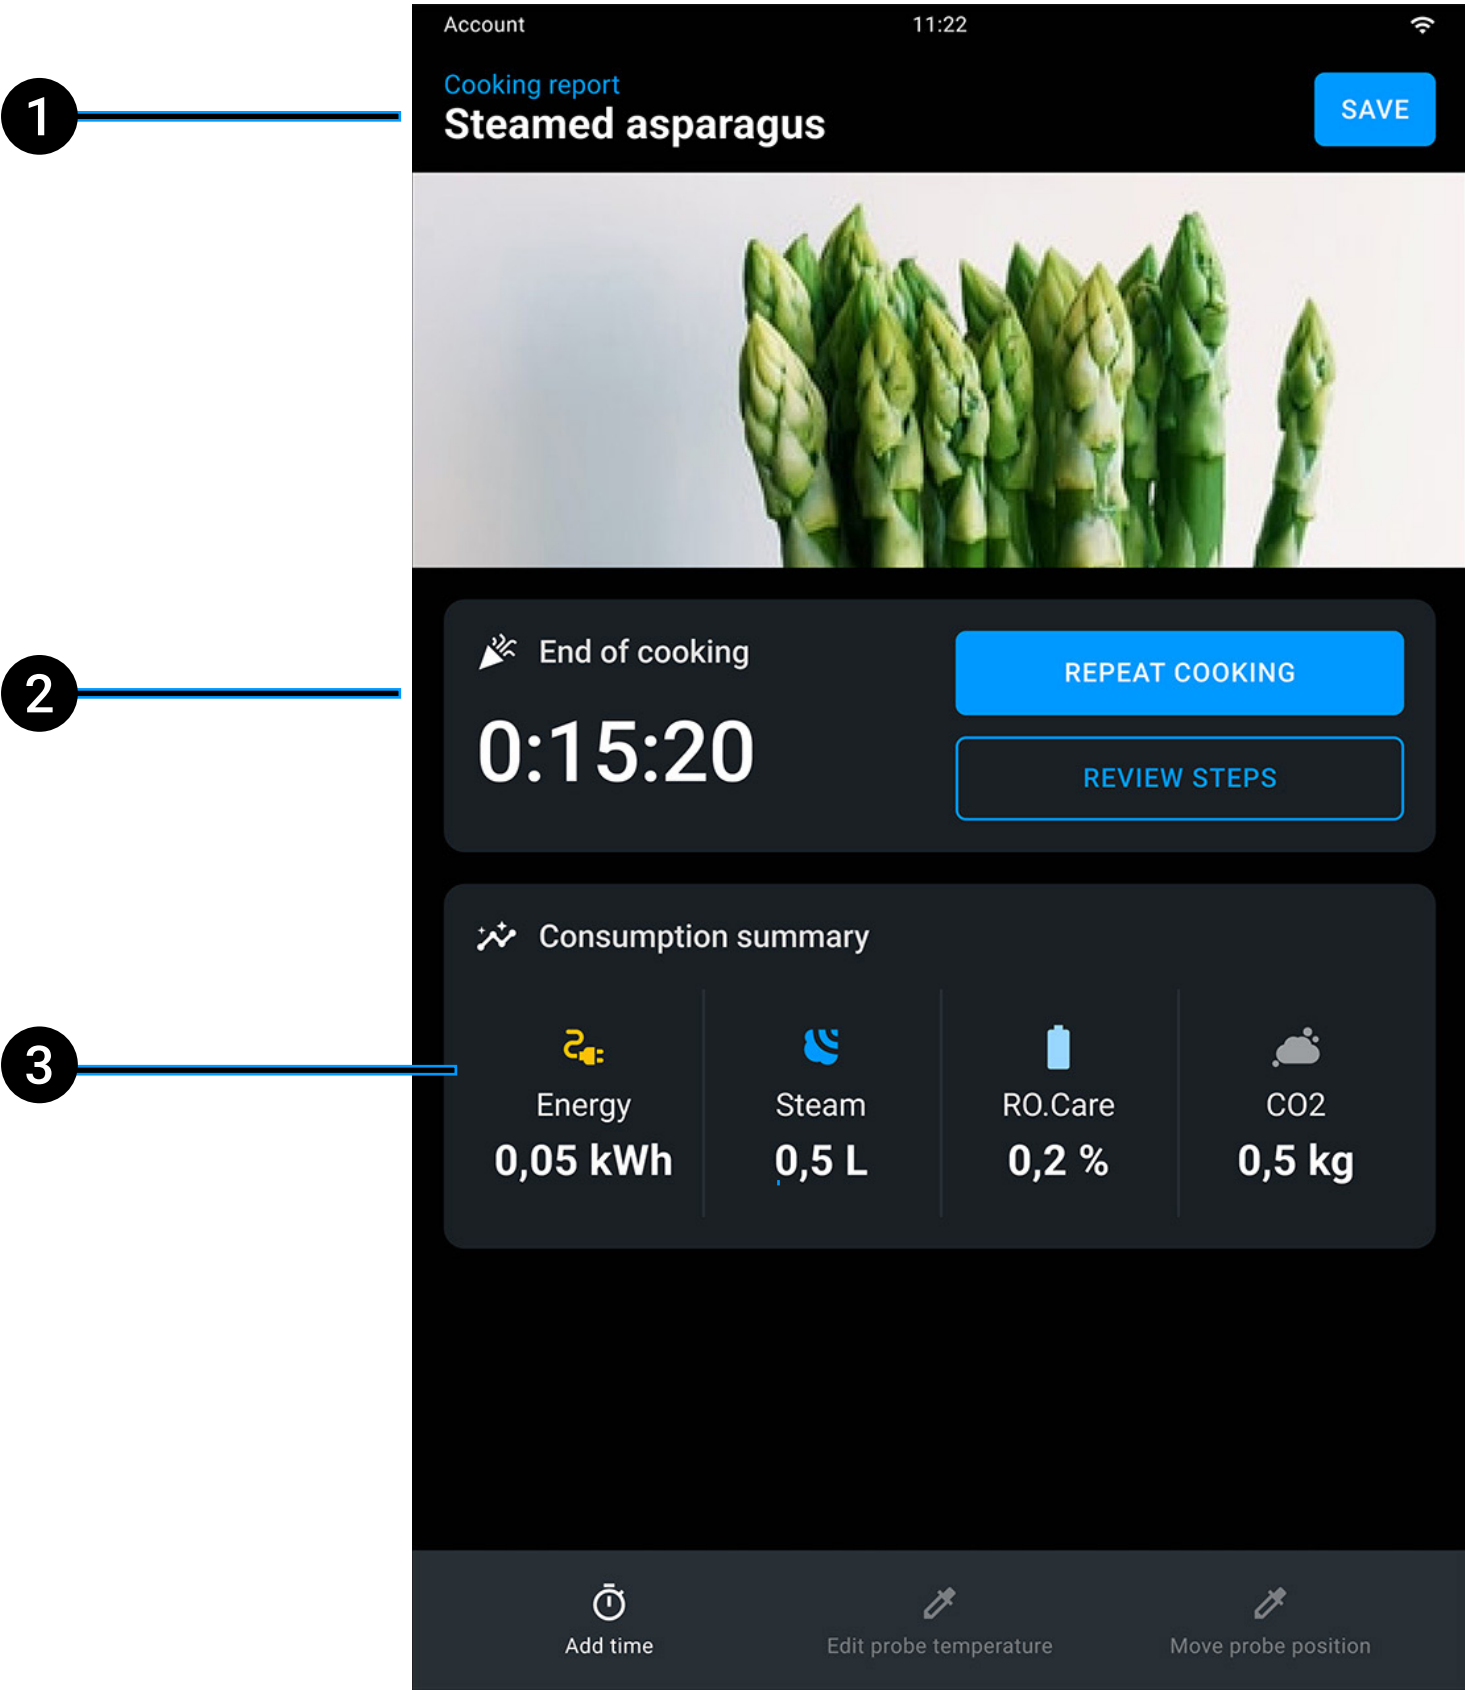 Account
11:22
1
Cooking report
Steamed asparagus
SAVE
2
End of cooking
0:15:20
REPEAT COOKING
REVIEW STEPS
Consumption summary
3
Energy
0,05 kWh
Steam
0,5 L
RO.Care
0,2 %
CO2
0,5 kg
Add time
Edit probe temperature
Move probe position